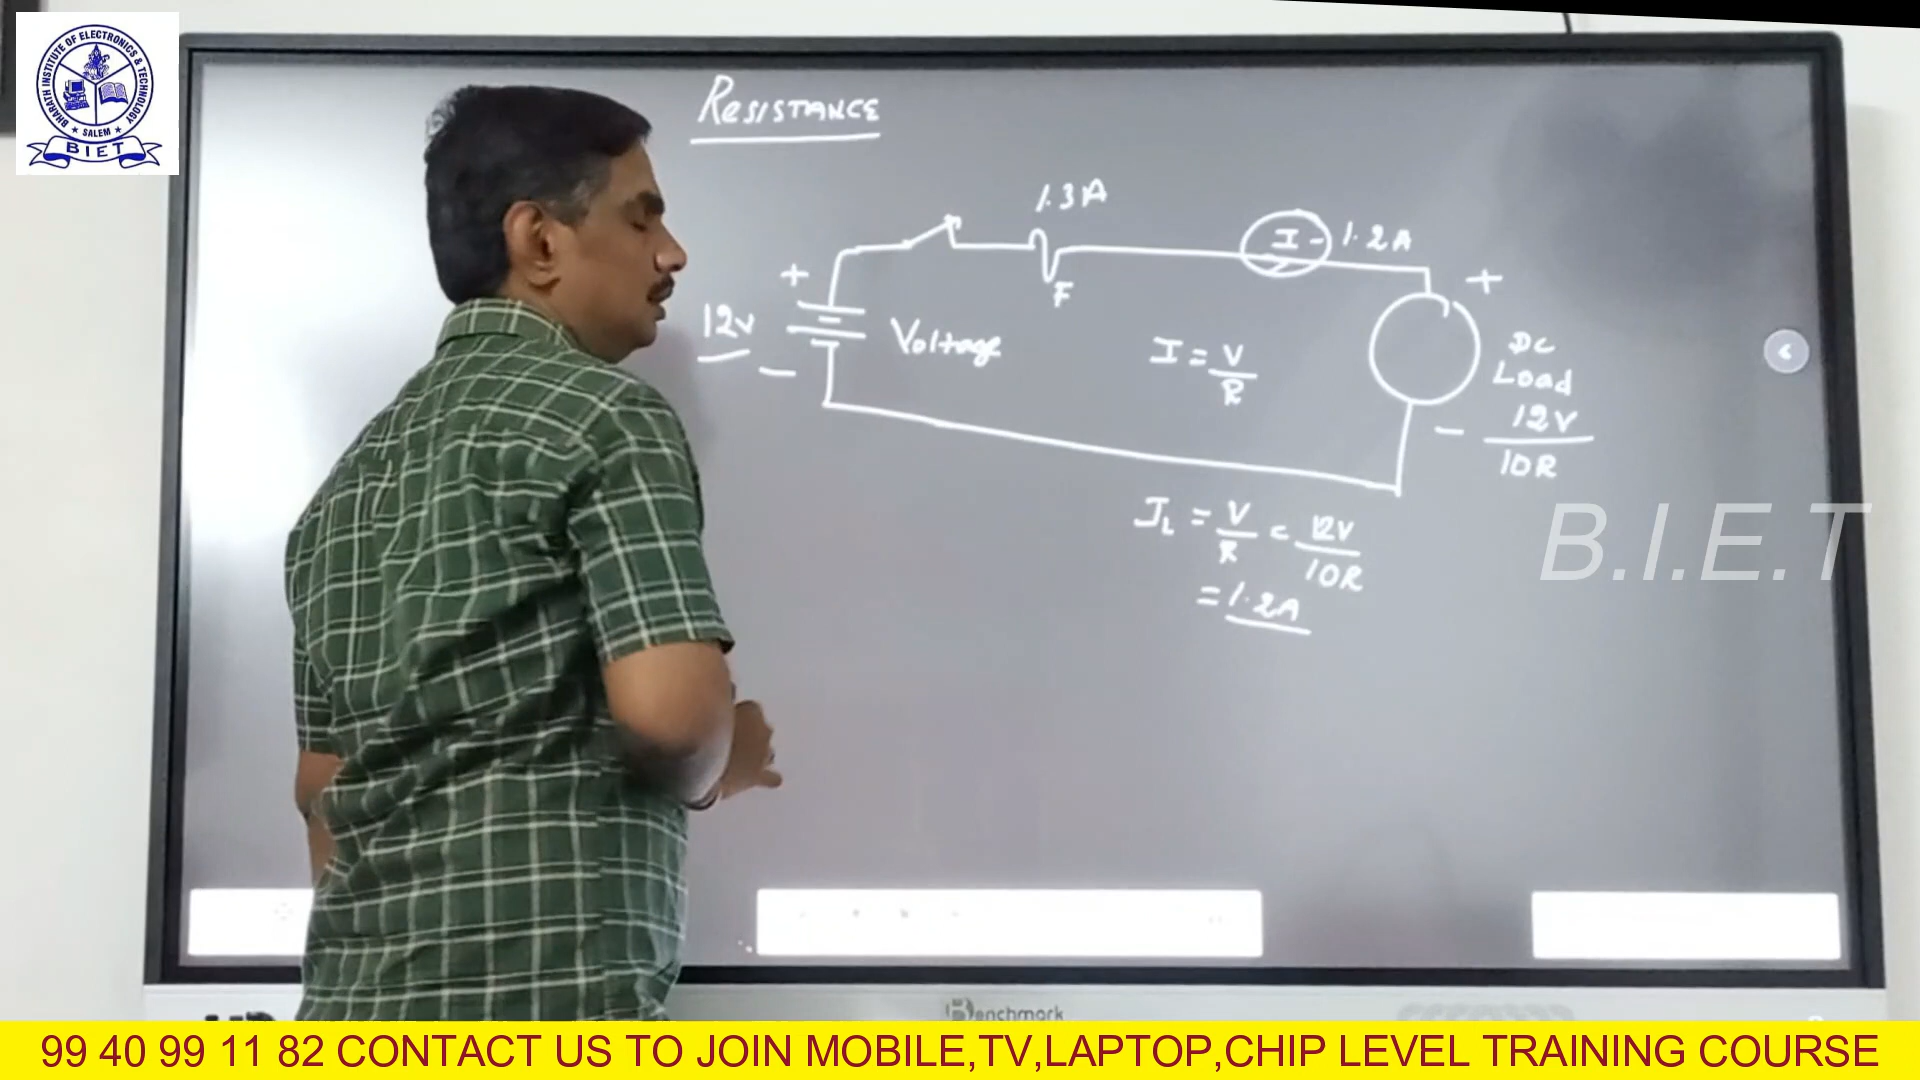 BHARATH INSTITUTE OF ELECTRONICS & TECHNOLOGY
★ SALEM ★
BIET
RESISTANCE
1.3A
I - 1.2A
+
+
F
12V
Voltage
I = V/R
DC
Load
-
-
12V
10R
IL = V/R = 12V/10R
= 1.2A
B.I.E.T
Benchmark
99 40 99 11 82 CONTACT US TO JOIN MOBILE,TV,LAPTOP,CHIP LEVEL TRAINING COURSE